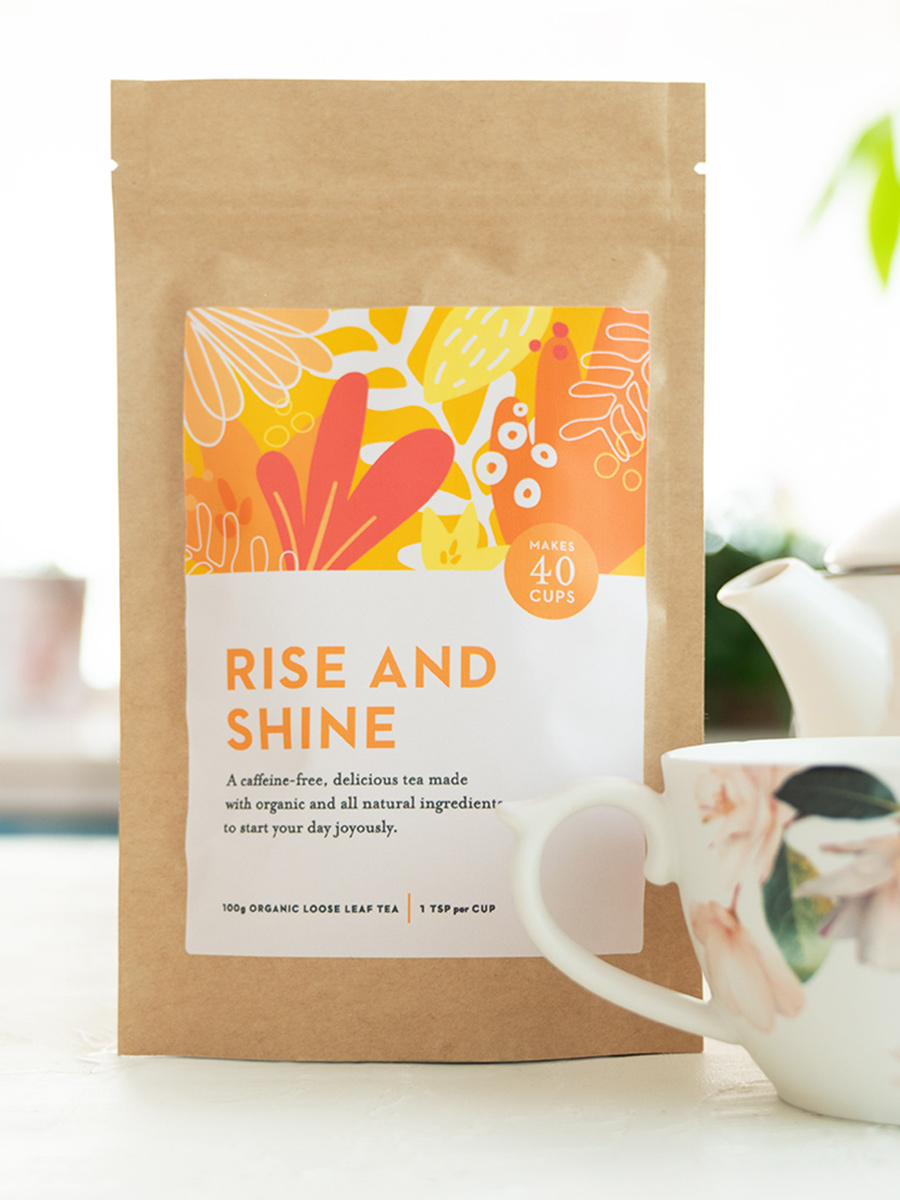 MAKES
40
CUPS
RISE AND
SHINE
A caffeine-free, delicious tea made
with organic and all natural ingredients
to start your day joyously.
100g ORGANIC LOOSE LEAF TEA | 1 TSP per CUP